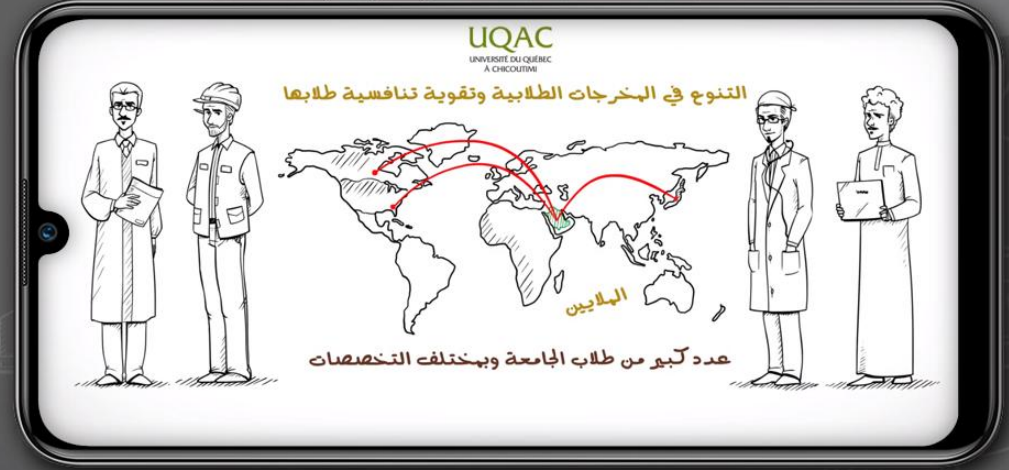 UQAC
UNIVERSITÉ DU QUÉBEC
À CHICOUTIMI
التنوع في المخرجات الطلابية وتقوية تنافسية طلابها
الملايين
عدد كبير من طلاب الجامعة وبمختلف التخصصات